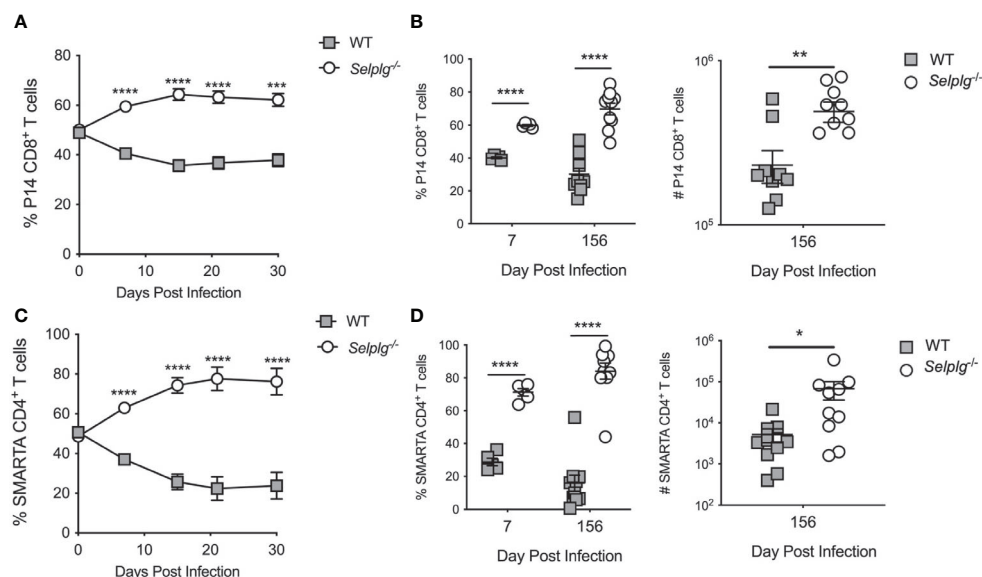 A
WT
Selplg-/-
80
60
40
20
0
% P14 CD8+ T cells
**** **** **** ***
0 10 20 30
Days Post Infection
B
100
80
60
40
20
0
% P14 CD8+ T cells
**** ****
7 156
Day Post Infection
10^6
10^5
# P14 CD8+ T cells
**
156
Day Post Infection
WT
Selplg-/-
C
WT
Selplg-/-
100
80
60
40
20
0
% SMARTA CD4+ T cells
**** **** **** ****
0 10 20 30
Days Post Infection
D
100
80
60
40
20
0
% SMARTA CD4+ T cells
**** ****
7 156
Day Post Infection
10^6
10^5
10^4
10^3
10^2
# SMARTA CD4+ T cells
*
156
Day Post Infection
WT
Selplg-/-